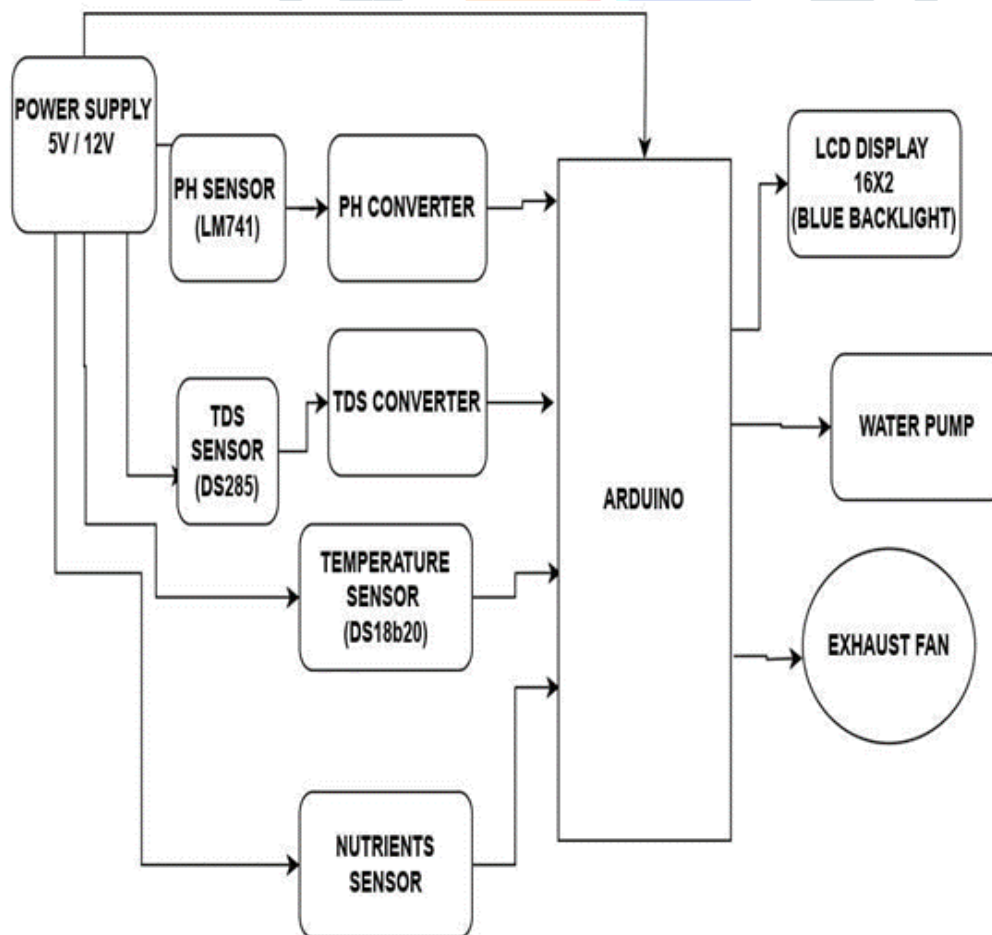 POWER SUPPLY
5V / 12V
PH SENSOR
(LM741)
PH CONVERTER
LCD DISPLAY
16X2
(BLUE BACKLIGHT)
TDS
SENSOR
(DS285)
TDS CONVERTER
ARDUINO
WATER PUMP
TEMPERATURE
SENSOR
(DS18b20)
EXHAUST FAN
NUTRIENTS
SENSOR